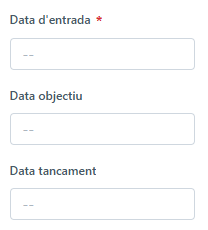 Data d'entrada *
--
Data objectiu
--
Data tancament
--